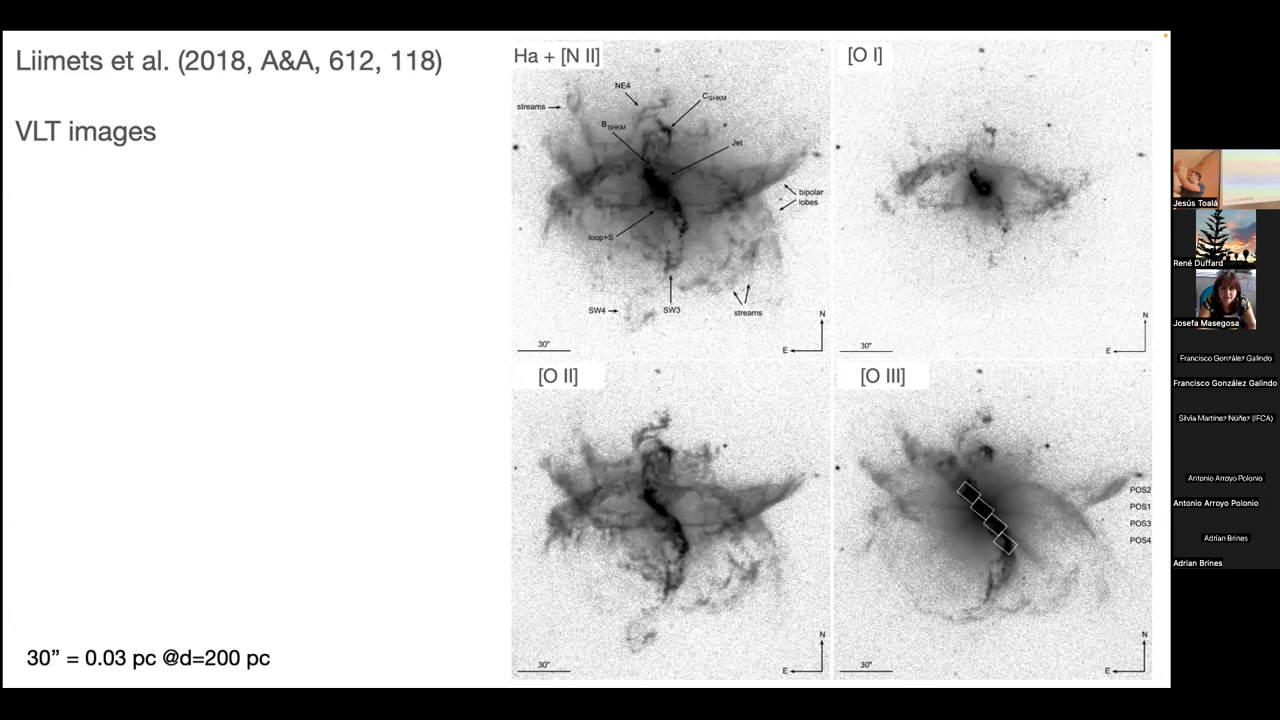 Liimets et al. (2018, A&A, 612, 118)
VLT images
30” = 0.03 pc @d=200 pc
Ha + [N II]
NE4
C SHKM
streams
B SHKM
Jet
bipolar
lobes
loop+S
SW4
SW3
streams
N
E
30"
[O I]
N
E
30"
[O II]
N
E
30"
[O III]
POS2
POS1
POS3
POS4
N
E
30"
Jesús Toalá
René Duffard
Josefa Masegosa
Francisco González Galindo
Francisco González Galindo
Silvia Martínez Núñez (IFCA)
Antonio Arroyo Polonio
Antonio Arroyo Polonio
Adrian Brines
Adrian Brines